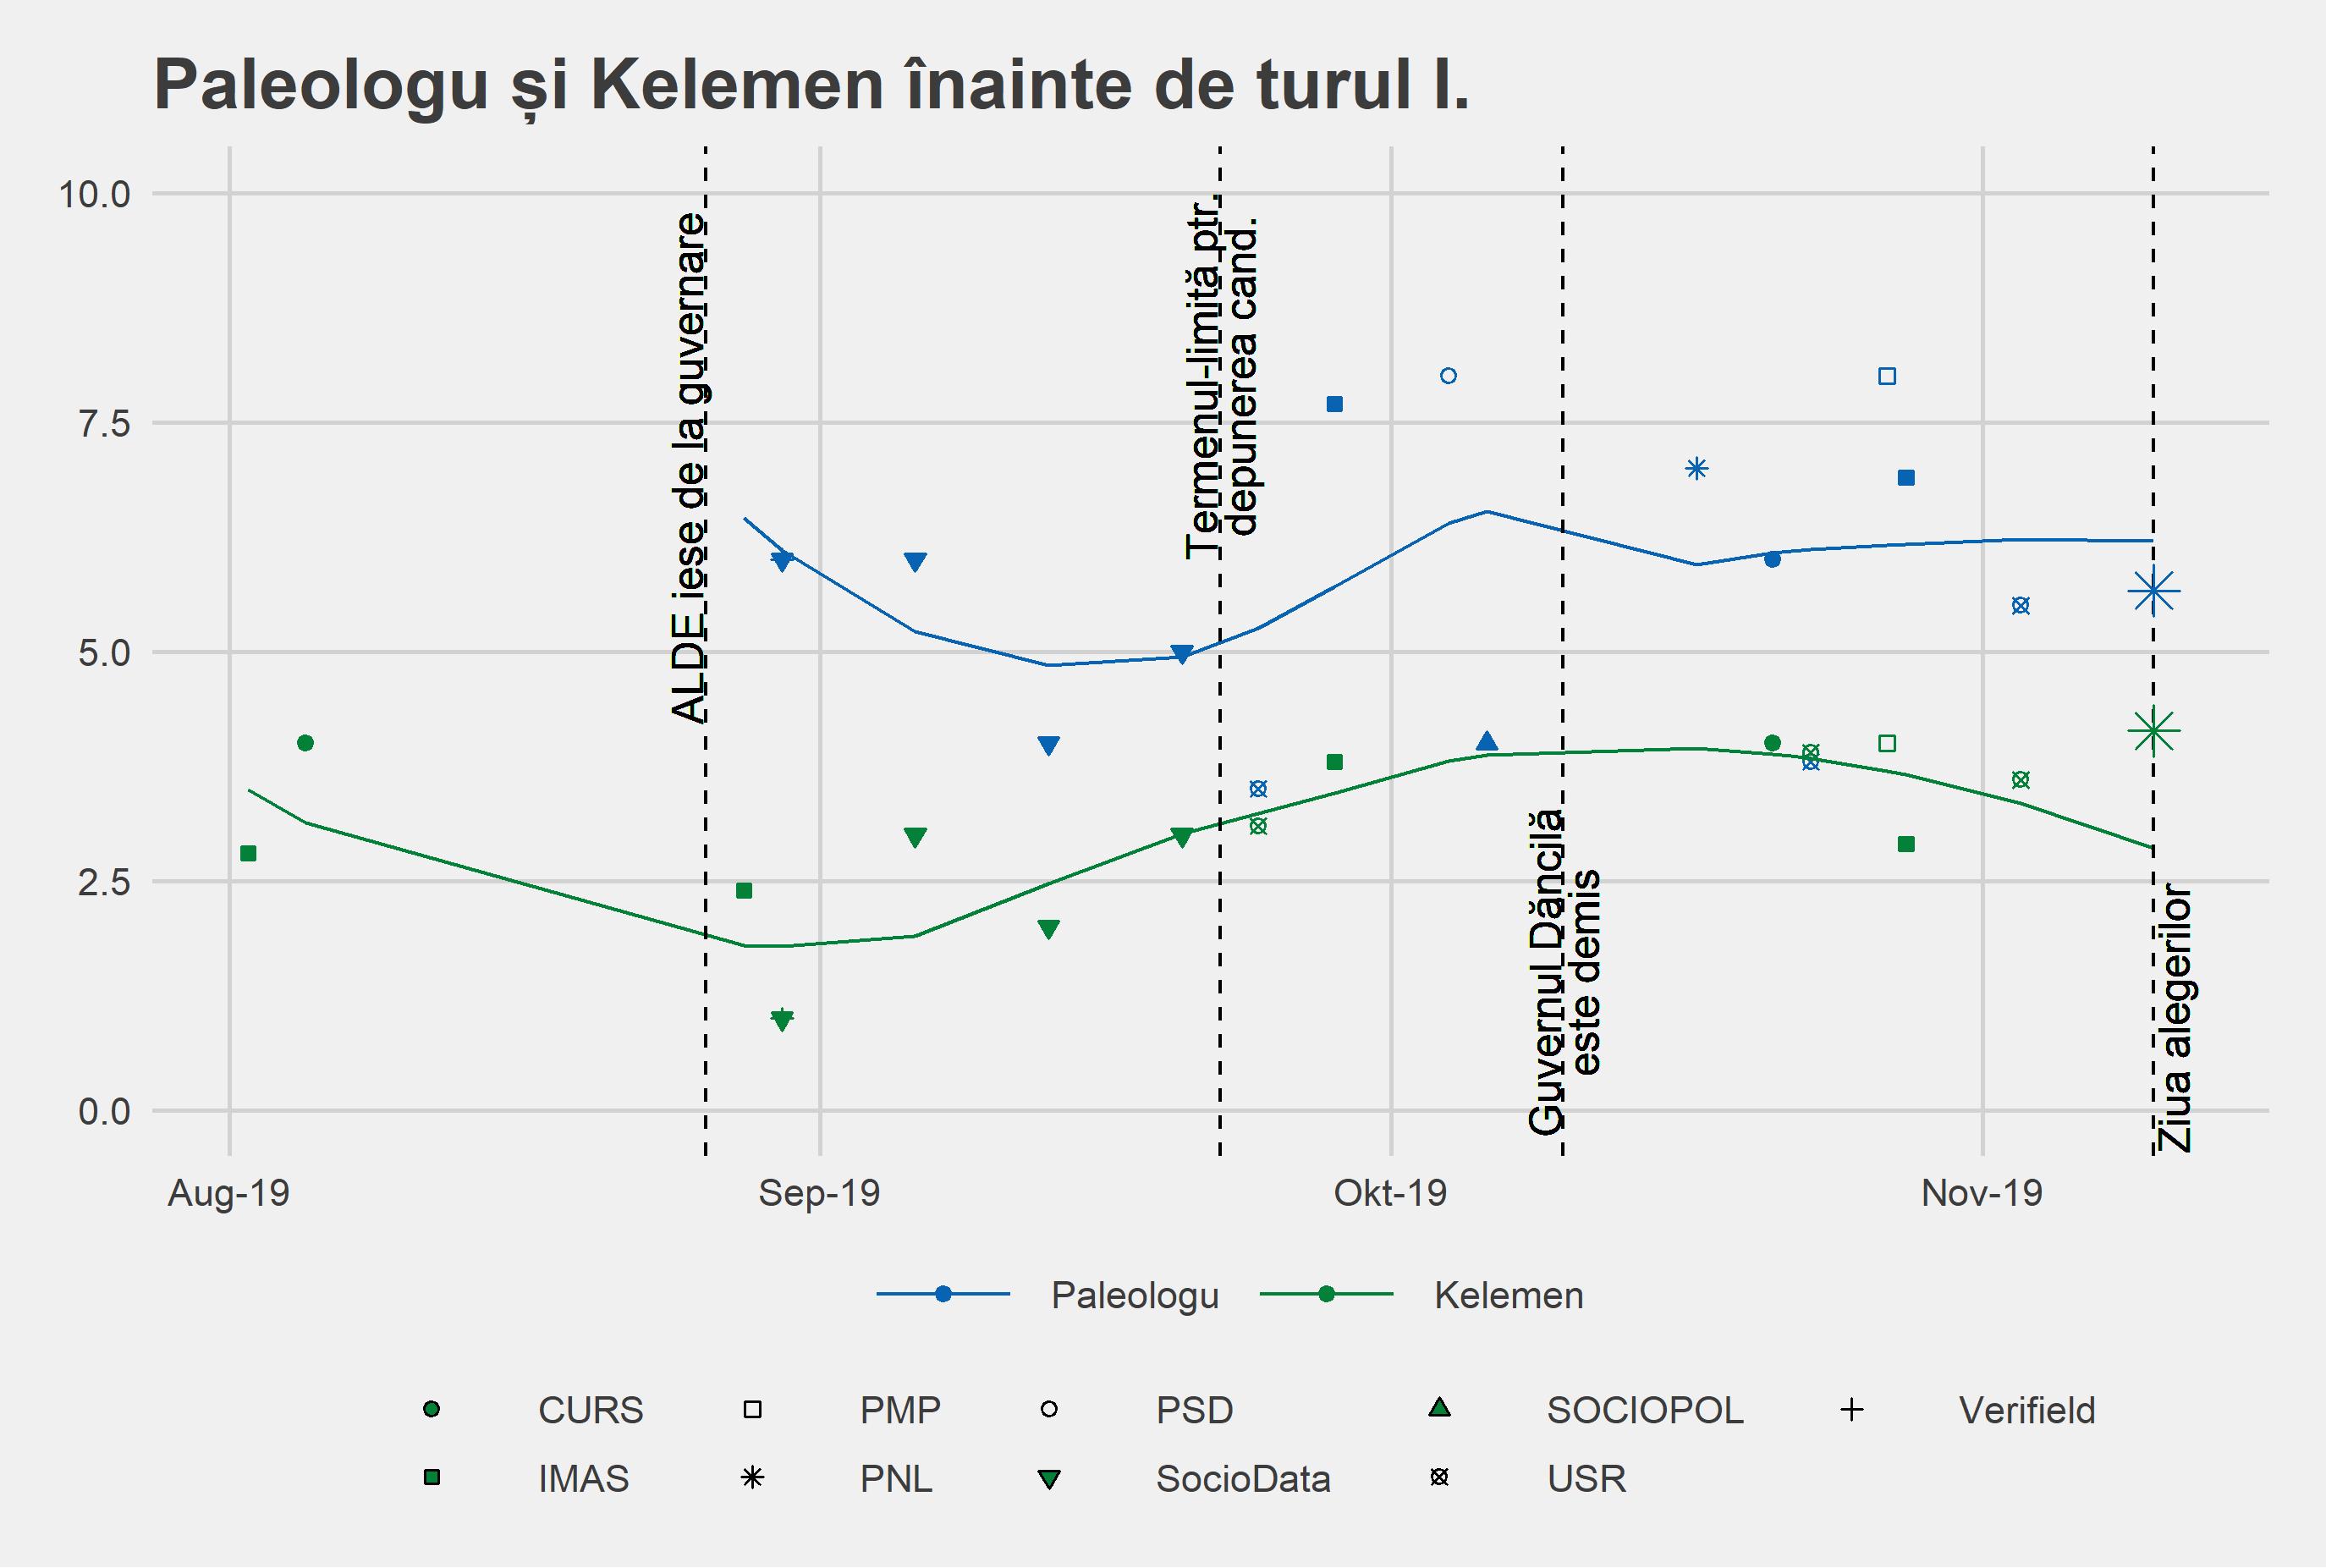 Paleologu și Kelemen înainte de turul I.
10.0
7.5
5.0
2.5
0.0
ALDE iese de la guvernare
Termenul-limită ptr.
depunerea cand.
Guvernul Dăncilă
este demis
Ziua alegerilor
Aug-19
Sep-19
Okt-19
Nov-19
Paleologu
Kelemen
CURS
PMP
PSD
SOCIOPOL
Verifield
IMAS
PNL
SocioData
USR